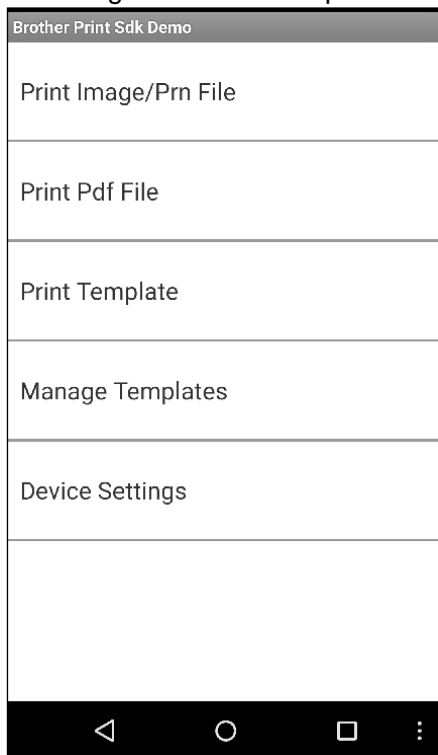 Brother Print Sdk Demo
Print Image/Prn File
Print Pdf File
Print Template
Manage Templates
Device Settings